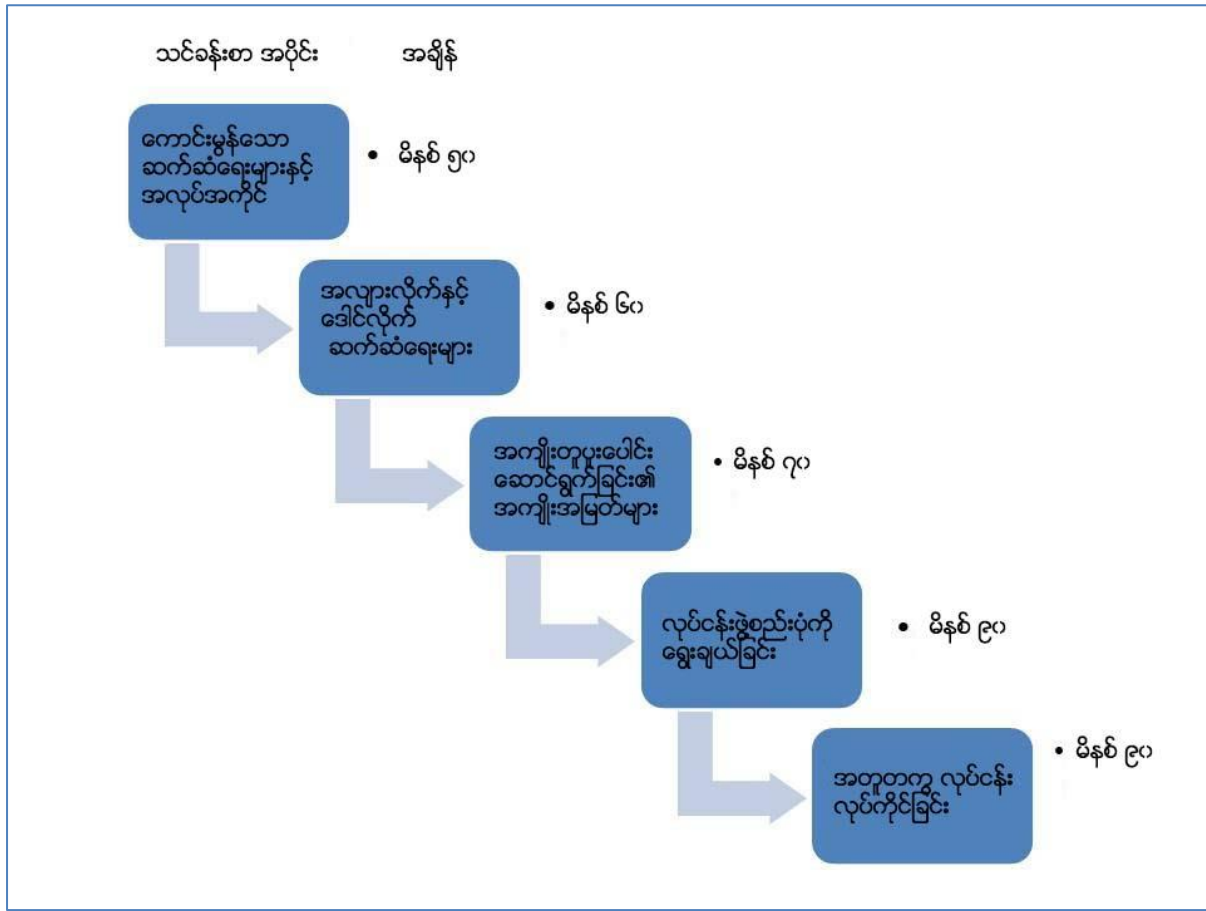 သင်ခန်းစာ အပိုင်း အချိန်
ကောင်းမွန်သော
ဆက်ဆံရေးများနှင့်
အလုပ်အကိုင်
• မိနစ် ၅၀
အလျားလိုက်နှင့်
ဒေါင်လိုက်
ဆက်ဆံရေးများ
• မိနစ် ၆၀
အကျိုးတူပူးပေါင်း
ဆောင်ရွက်ခြင်း၏
အကျိုးအမြတ်များ
• မိနစ် ၇၀
လုပ်ငန်းဖွဲ့စည်းပုံကို
ရွေးချယ်ခြင်း
• မိနစ် ၉၀
အတူတကွ လုပ်ငန်း
လုပ်ကိုင်ခြင်း
• မိနစ် ၉၀